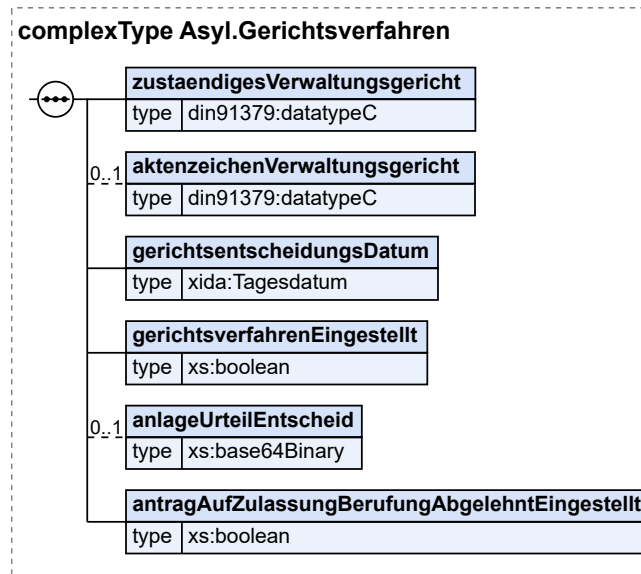 complexType Asyl.Gerichtsverfahren
zustaendigesVerwaltungsgericht
type din91379:datatypeC
0..1
aktenzeichenVerwaltungsgericht
type din91379:datatypeC
gerichtsentscheidungsDatum
type xida:Tagesdatum
gerichtsverfahrenEingestellt
type xs:boolean
0..1
anlageUrteilEntscheid
type xs:base64Binary
antragAufZulassungBerufungAbgelehntEingestellt
type xs:boolean